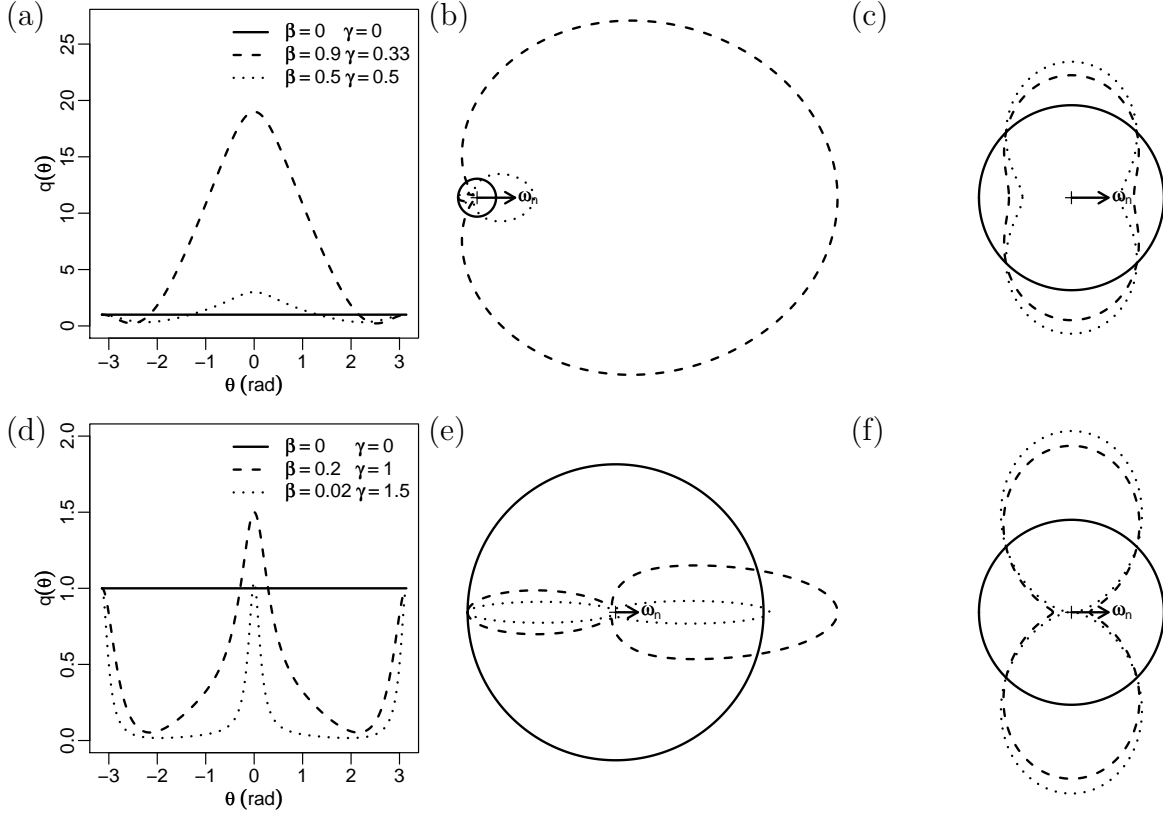 (a)
β = 0 γ = 0
β = 0.9 γ = 0.33
β = 0.5 γ = 0.5
25
20
15
10
5
0
q(θ)
−3 −2 −1 0 1 2 3
θ (rad)
(b)
ωn
(c)
ωn
(d)
β = 0 γ = 0
β = 0.2 γ = 1
β = 0.02 γ = 1.5
2.0
1.5
1.0
0.5
0.0
q(θ)
−3 −2 −1 0 1 2 3
θ (rad)
(e)
ωn
(f)
ωn